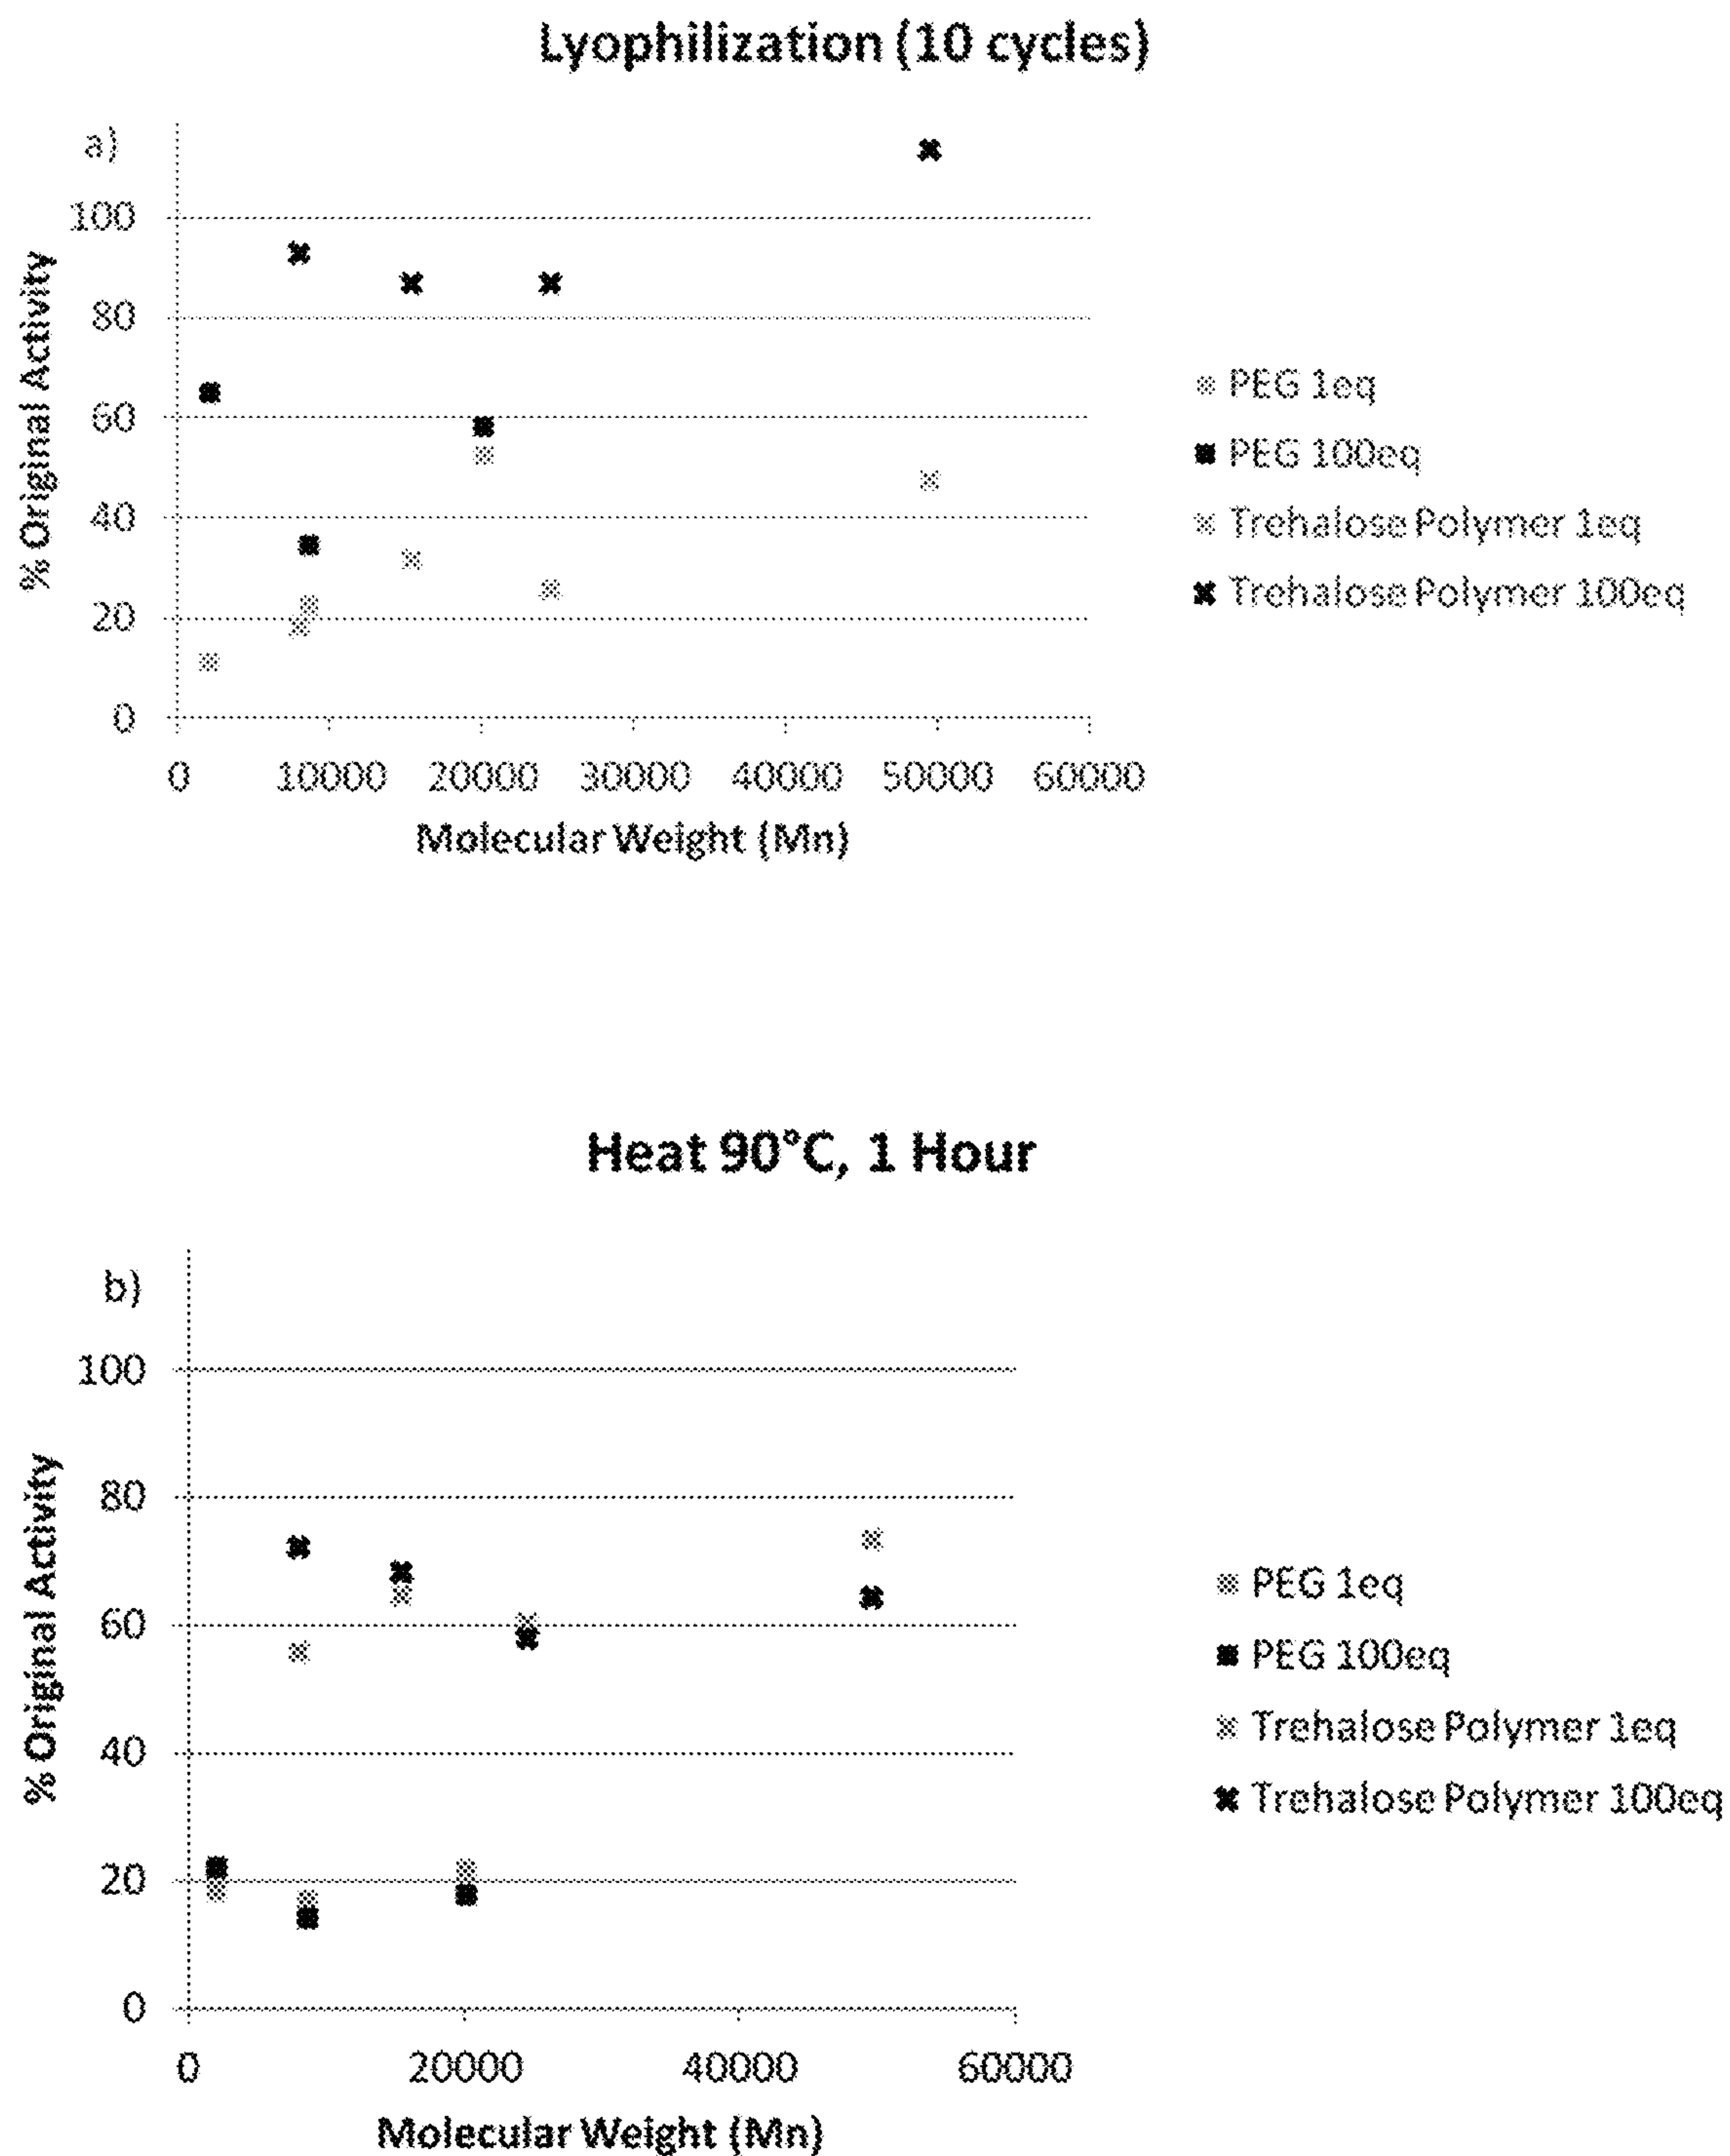 Lyophilization (10 cycles)
a)
100
80
60
40
20
0
% Original Activity
0 10000 20000 30000 40000 50000 60000
Molecular Weight (Mn)
PEG 1eq
PEG 100eq
Trehalose Polymer 1eq
Trehalose Polymer 100eq
Heat 90°C, 1 Hour
b)
100
80
60
40
20
0
% Original Activity
0 20000 40000 60000
Molecular Weight (Mn)
PEG 1eq
PEG 100eq
Trehalose Polymer 1eq
Trehalose Polymer 100eq